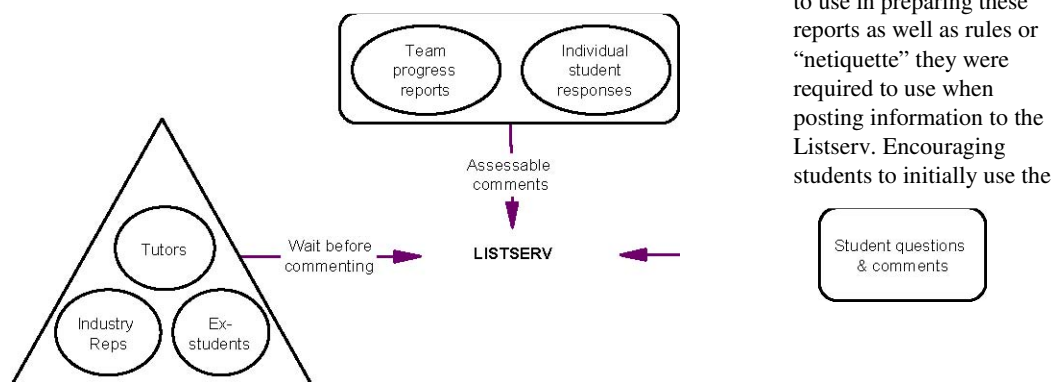 Team
progress
reports
Individual
student
responses
Assessable
comments
Tutors
Wait before
commenting
LISTSERV
Industry
Reps
Ex-
students
to use in preparing these
reports as well as rules or
“netiquette” they were
required to use when
posting information to the
Listserv. Encouraging
students to initially use the
Student questions
& comments